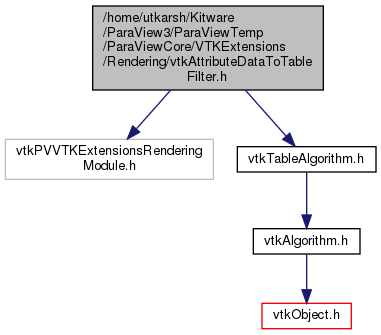 /home/utkarsh/Kitware
/ParaView3/ParaViewTemp
/ParaViewCore/VTKExtensions
/Rendering/vtkAttributeDataToTable
Filter.h
vtkPVVTKExtensionsRendering
Module.h
vtkTableAlgorithm.h
vtkAlgorithm.h
vtkObject.h